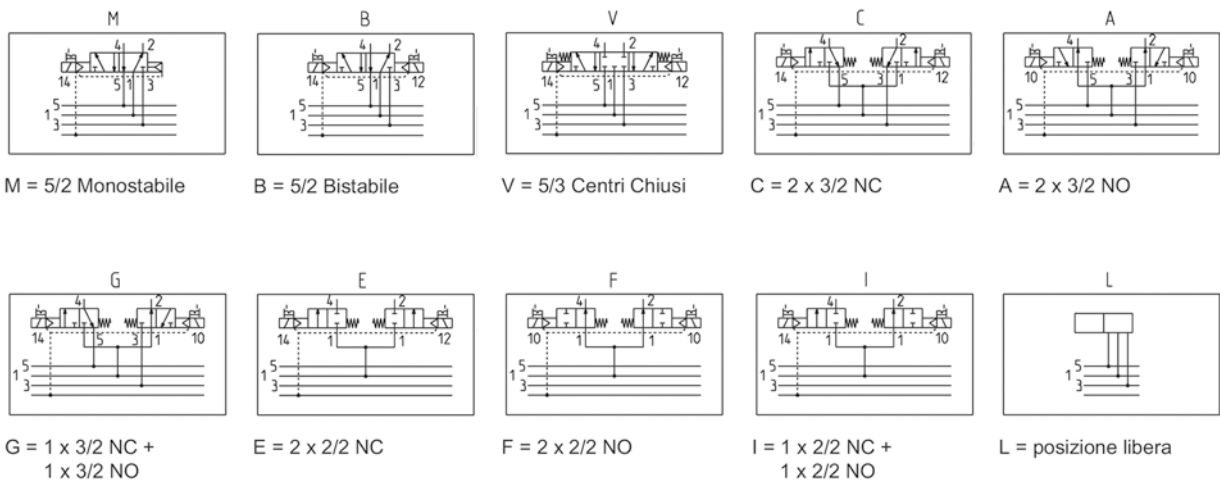 M B V C A
4 2
14
5 1 3
5
1
3
4 2
14 5 1 3 12
5
1
3
4 2
14 5 1 3 12
5
1
3
4 2
14 5 3 1 12
5
1
3
4 2
10 5 3 1 10
5
1
3
M = 5/2 Monostabile
B = 5/2 Bistabile
V = 5/3 Centri Chiusi
C = 2 x 3/2 NC
A = 2 x 3/2 NO
G E F I L
4 2
14 5 3 1 10
5
1
3
4 2
14 1 1 12
5
1
3
4 2
10 1 1 10
5
1
3
4 2
14 1 1 10
5
1
3
5
1
3
G = 1 x 3/2 NC +
1 x 3/2 NO
E = 2 x 2/2 NC
F = 2 x 2/2 NO
I = 1 x 2/2 NC +
1 x 2/2 NO
L = posizione libera